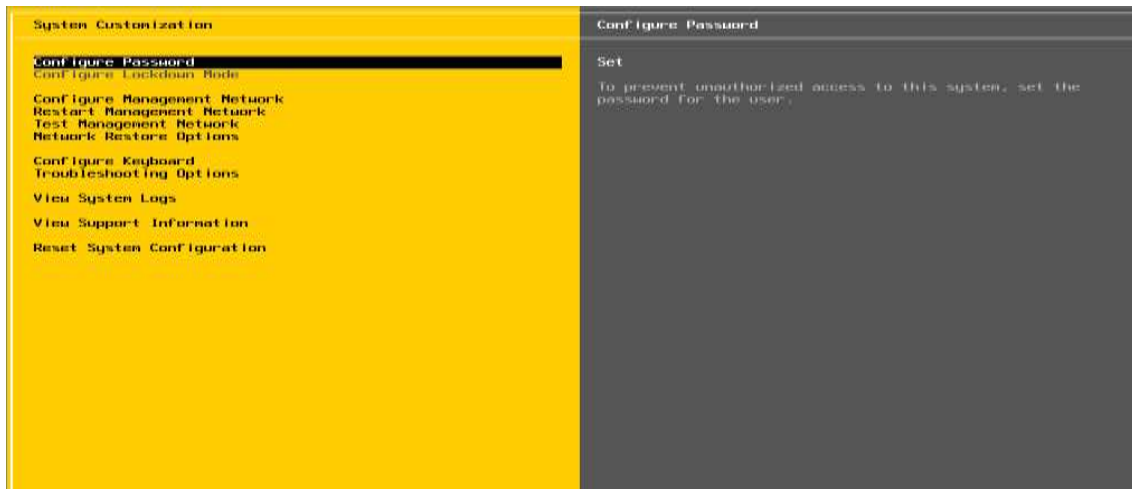 System Customization
Configure Password
Configure Lockdown Mode
Configure Management Network
Restart Management Network
Test Management Network
Network Restore Options
Configure Keyboard
Troubleshooting Options
View System Logs
View Support Information
Reset System Configuration
Configure Password
Set
To prevent unauthorized access to this system, set the
password for the user.